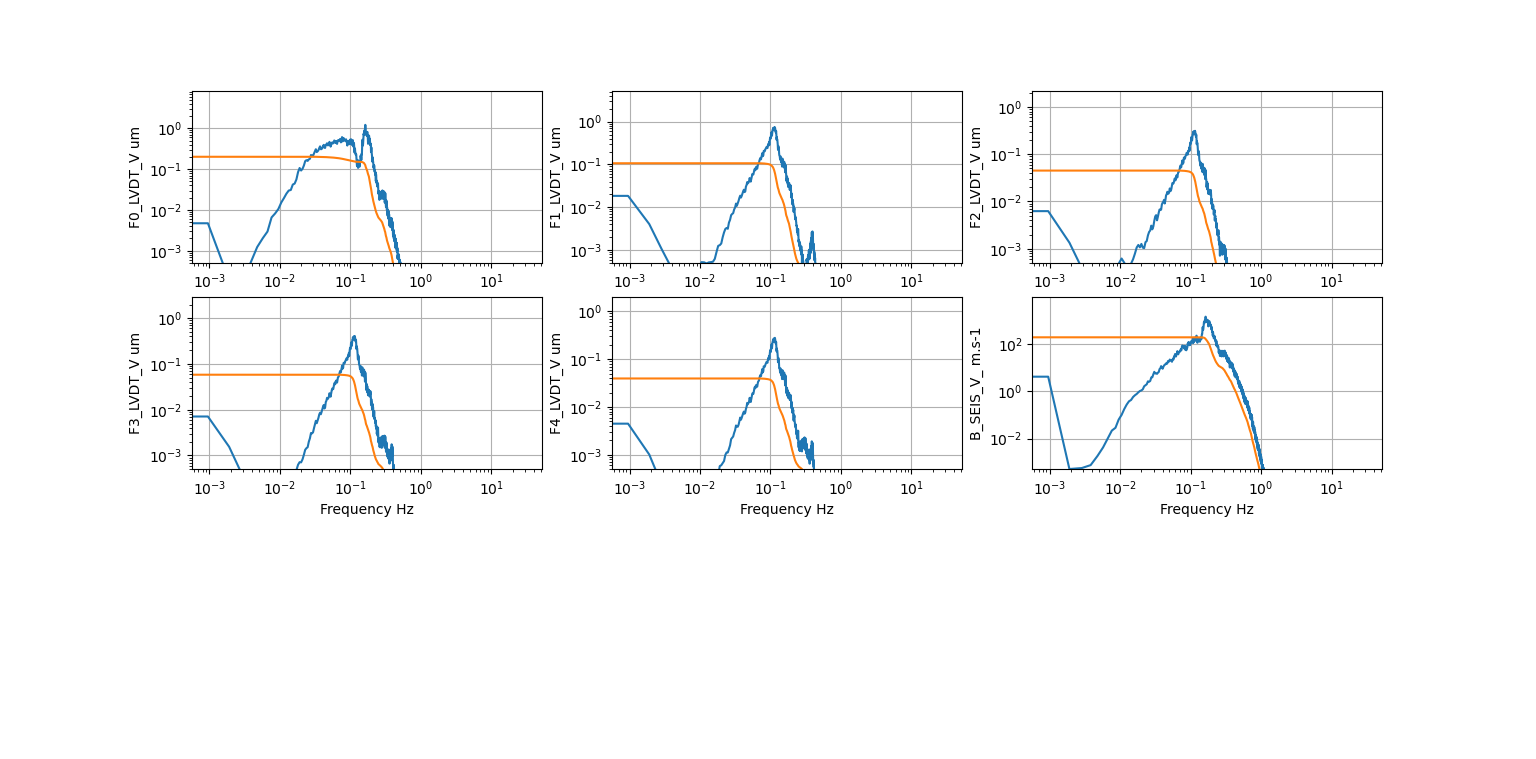 F0_LVDT_V um
10⁰
10⁻¹
10⁻²
10⁻³
10⁻³ 10⁻² 10⁻¹ 10⁰ 10¹
F1_LVDT_V um
10⁰
10⁻¹
10⁻²
10⁻³
10⁻³ 10⁻² 10⁻¹ 10⁰ 10¹
F2_LVDT_V um
10⁰
10⁻¹
10⁻²
10⁻³
10⁻³ 10⁻² 10⁻¹ 10⁰ 10¹
F3_LVDT_V um
10⁰
10⁻¹
10⁻²
10⁻³
10⁻³ 10⁻² 10⁻¹ 10⁰ 10¹
Frequency Hz
F4_LVDT_V um
10⁰
10⁻¹
10⁻²
10⁻³
10⁻³ 10⁻² 10⁻¹ 10⁰ 10¹
Frequency Hz
B_SEIS_V_ m.s-1
10²
10⁰
10⁻²
10⁻³ 10⁻² 10⁻¹ 10⁰ 10¹
Frequency Hz